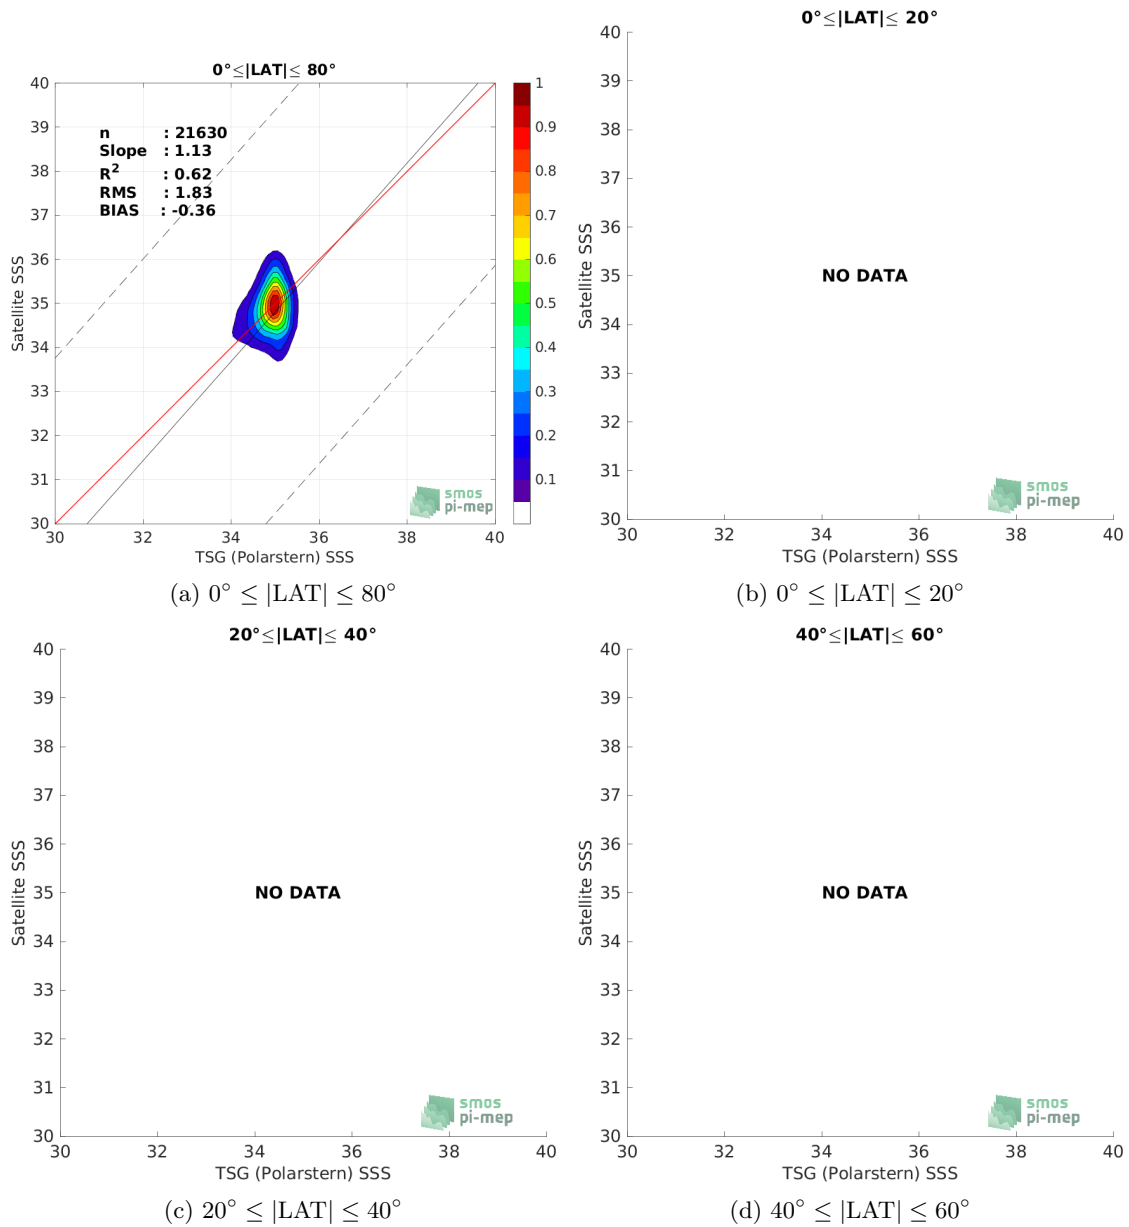 0°≤|LAT|≤ 80°
40
39
38
37
36
35
34
33
32
31
30
Satellite SSS
n : 21630
Slope : 1.13
R² : 0.62
RMS : 1.83
BIAS : -0.36
smos
pi-mep
30 32 34 36 38 40
TSG (Polarstern) SSS
1
0.9
0.8
0.7
0.6
0.5
0.4
0.3
0.2
0.1
(a) 0° ≤ |LAT| ≤ 80°
0°≤|LAT|≤ 20°
40
39
38
37
36
35
34
33
32
31
30
Satellite SSS
NO DATA
smos
pi-mep
30 32 34 36 38 40
TSG (Polarstern) SSS
(b) 0° ≤ |LAT| ≤ 20°
20°≤|LAT|≤ 40°
40
39
38
37
36
35
34
33
32
31
30
Satellite SSS
NO DATA
smos
pi-mep
30 32 34 36 38 40
TSG (Polarstern) SSS
(c) 20° ≤ |LAT| ≤ 40°
40°≤|LAT|≤ 60°
40
39
38
37
36
35
34
33
32
31
30
Satellite SSS
NO DATA
smos
pi-mep
30 32 34 36 38 40
TSG (Polarstern) SSS
(d) 40° ≤ |LAT| ≤ 60°